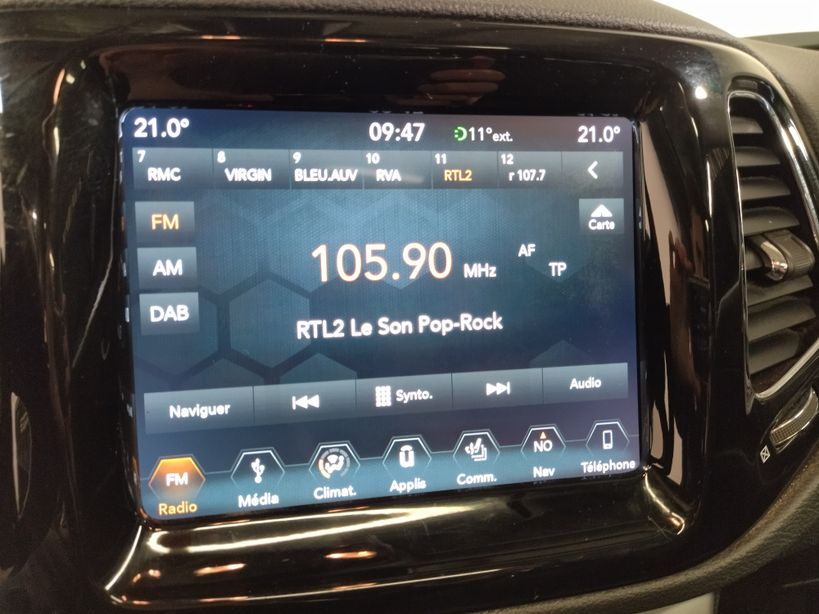 21.0° 09:47 11°ext. 21.0°
7 8 9 10 11 12
RMC VIRGIN BLEU.AUV RVA RTL2 r 107.7
FM Carte
105.90 MHz AF TP
AM
DAB
RTL2 Le Son Pop-Rock
Naviguer Synto. Audio
FM NO
Radio Média Climat. Applis Comm. Nav Téléphone